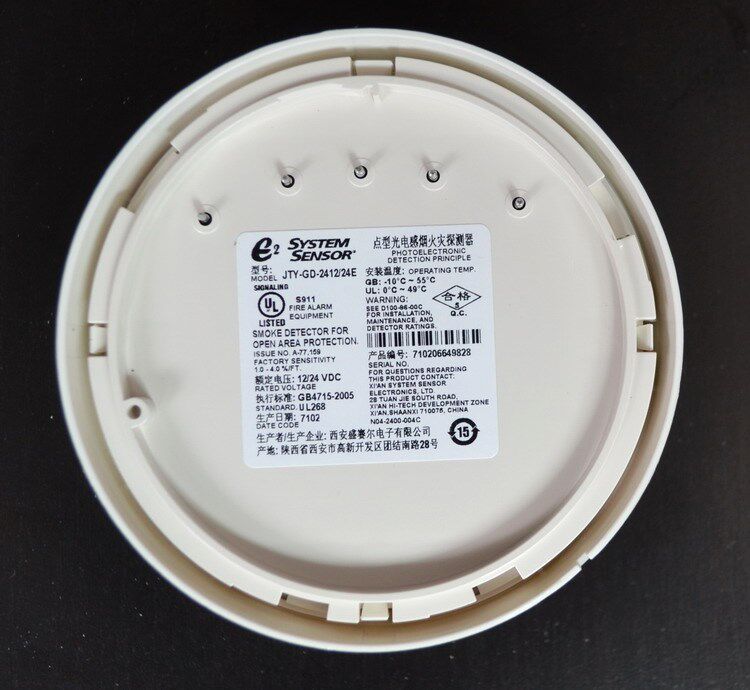 e2 SYSTEM SENSOR®
型号:
MODEL JTY-GD-2412/24E
SIGNALING
UL
LISTED
S911
FIRE ALARM
EQUIPMENT
SMOKE DETECTOR FOR
OPEN AREA PROTECTION.
ISSUE NO. A-77,159
FACTORY SENSITIVITY
1.0 - 4.0 %/FT.
额定电压: 12/24 VDC
RATED VOLTAGE
执行标准: GB4715-2005
STANDARD: UL268
生产日期: 7102
DATE CODE:
点型光电感烟火灾探测器
PHOTOELECTRONIC
DETECTION PRINCIPLE
安装温度: OPERATING TEMP.
GB: -10°C ~ 55°C
UL: 0°C ~ 49°C
WARNING:
SEE D100-86-00C
FOR INSTALLATION,
MAINTENANCE, AND
DETECTOR RATINGS.
合格
5
Q.C.
产品编号: 710206649828
SERIAL NO.
FOR QUESTIONS REGARDING
THIS PRODUCT CONTACT:
XI'AN SYSTEM SENSOR
ELECTRONICS, LTD.
28 TUAN JIE SOUTH ROAD,
XI'AN HI-TECH DEVELOPMENT ZONE
XI'AN.SHAANXI 710075, CHINA
N04-2400-004C
生产者/生产企业: 西安盛赛尔电子有限公司
产地: 陕西省西安市高新开发区团结南路28号
15